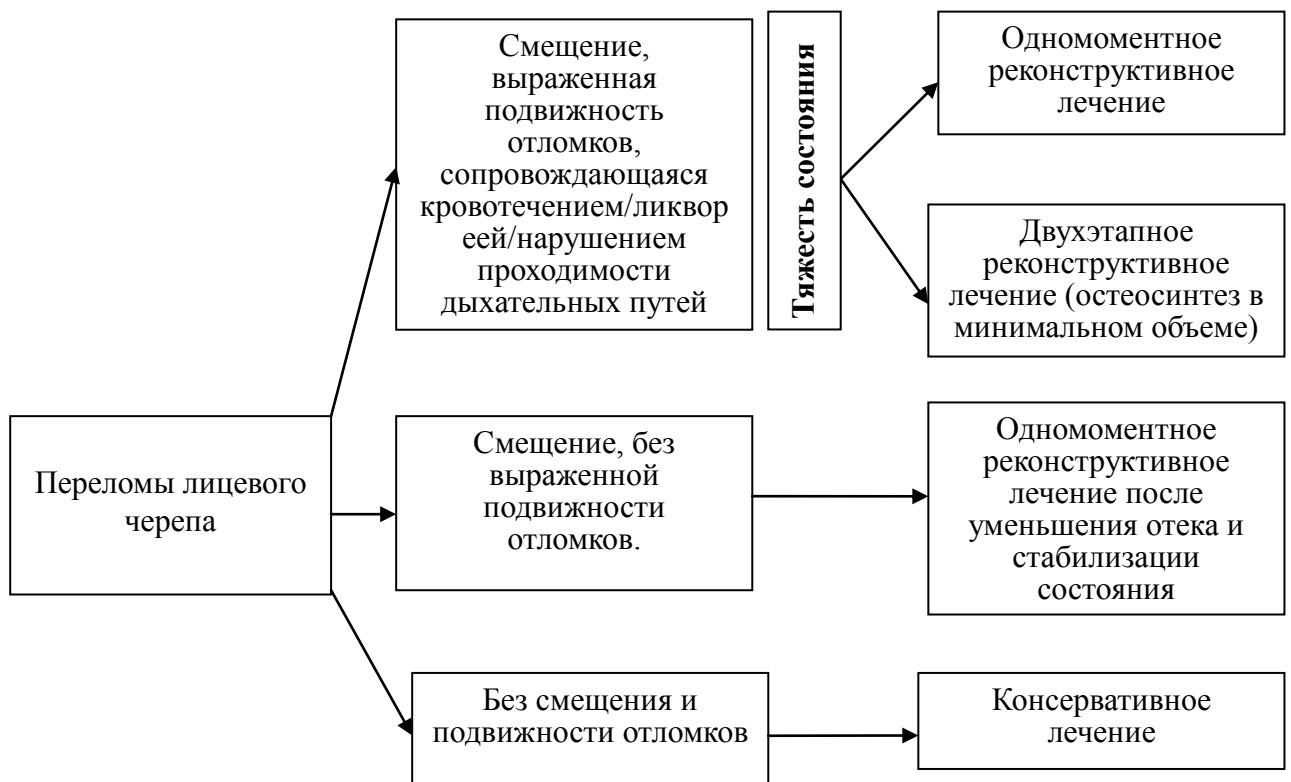 Переломы лицевого
черепа
Смещение,
выраженная
подвижность
отломков,
сопровождающаяся
кровотечением/ликвор
еей/нарушением
проходимости
дыхательных путей
Тяжесть состояния
Одномоментное
реконструктивное
лечение
Двухэтапное
реконструктивное
лечение (остеосинтез в
минимальном объеме)
Смещение, без
выраженной
подвижности
отломков.
Одномоментное
реконструктивное
лечение после
уменьшения отека и
стабилизации
состояния
Без смещения и
подвижности отломков
Консервативное
лечение